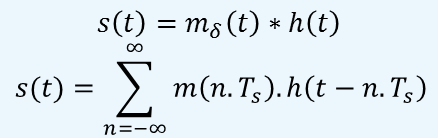 s(t) = m_δ(t) * h(t)
s(t) = ∑_{n=-∞}^{∞} m(n.T_s).h(t − n.T_s)